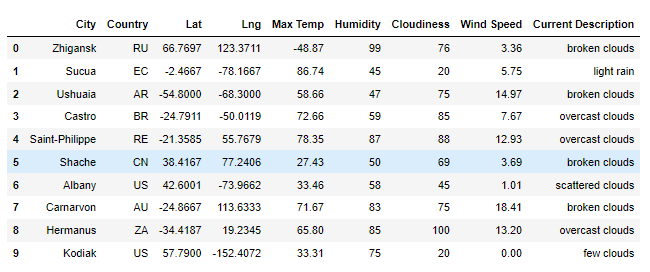 City Country Lat Lng Max Temp Humidity Cloudiness Wind Speed Current Description
0 Zhigansk RU 66.7697 123.3711 -48.87 99 76 3.36 broken clouds
1 Sucua EC -2.4667 -78.1667 86.74 45 20 5.75 light rain
2 Ushuaia AR -54.8000 -68.3000 58.66 47 75 14.97 broken clouds
3 Castro BR -24.7911 -50.0119 72.66 59 85 7.67 overcast clouds
4 Saint-Philippe RE -21.3585 55.7679 78.35 87 88 12.93 overcast clouds
5 Shache CN 38.4167 77.2406 27.43 50 69 3.69 broken clouds
6 Albany US 42.6001 -73.9662 33.46 58 45 1.01 scattered clouds
7 Carnarvon AU -24.8667 113.6333 71.67 83 75 18.41 broken clouds
8 Hermanus ZA -34.4187 19.2345 65.80 85 100 13.20 overcast clouds
9 Kodiak US 57.7900 -152.4072 33.31 75 20 0.00 few clouds